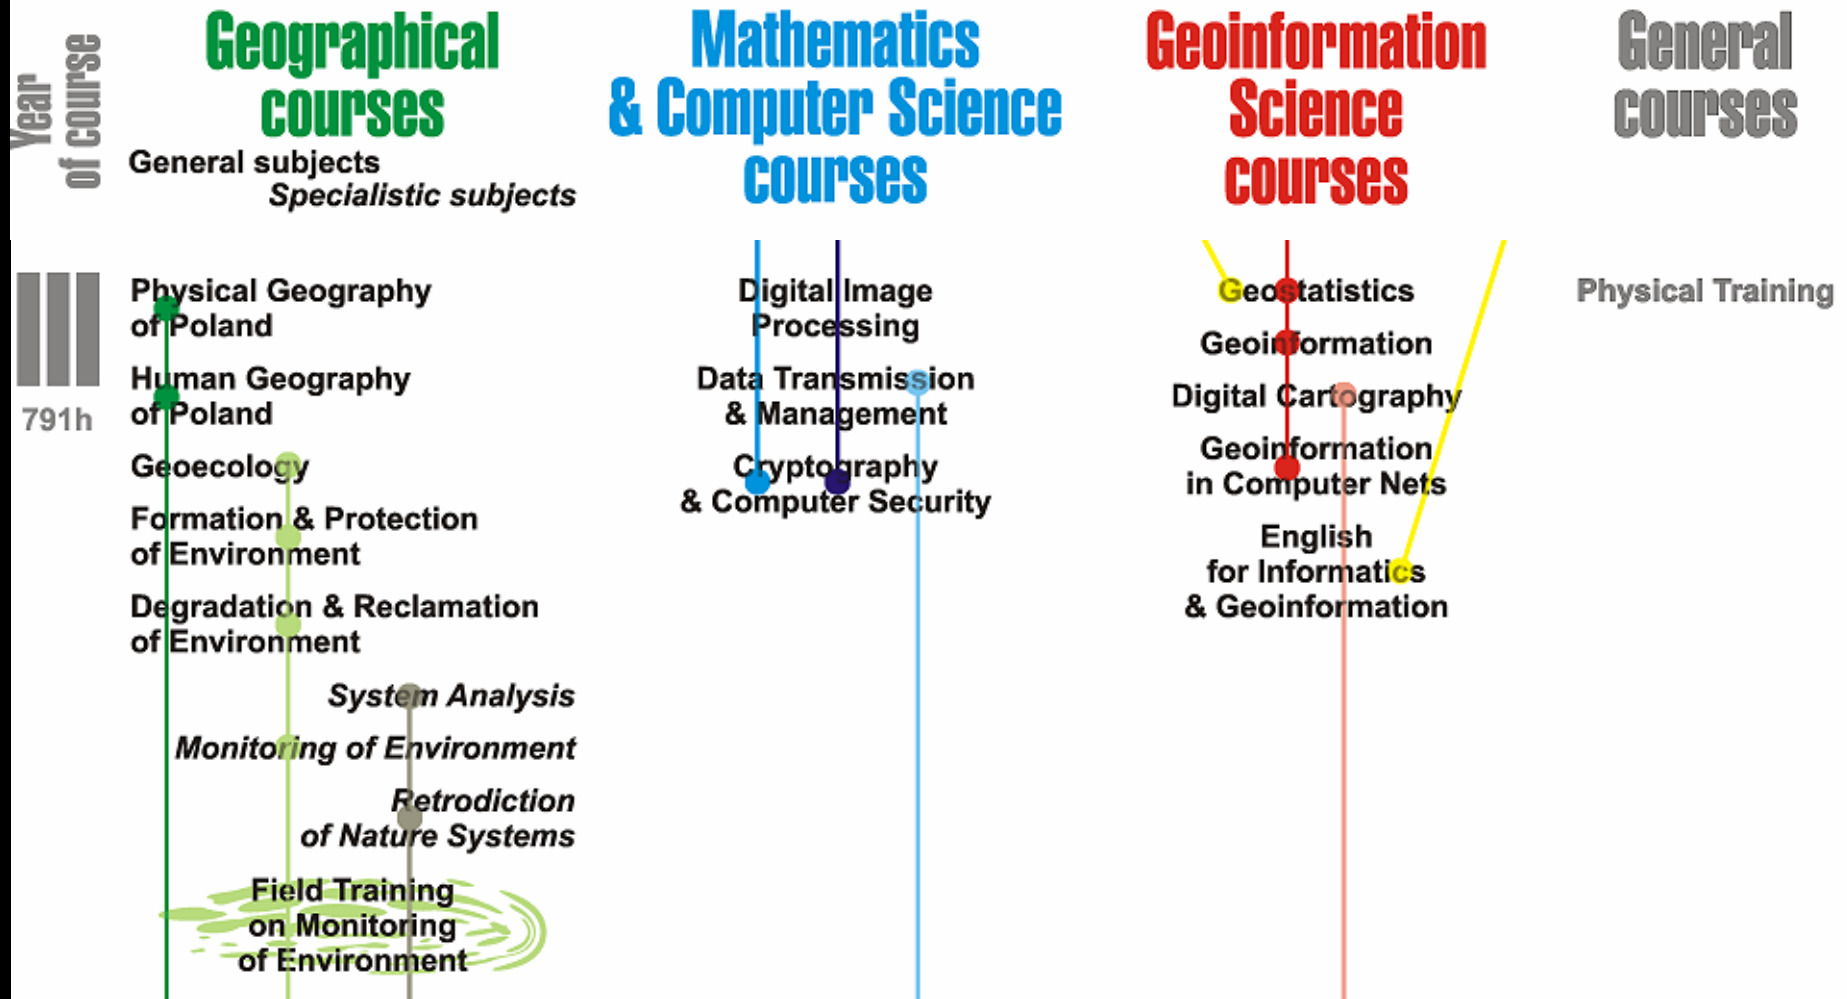 Year
of course
Geographical
courses
General subjects
Specialistic subjects
Mathematics
& Computer Science
courses
Geoinformation
Science
courses
General
courses
III
791h
Physical Geography
of Poland
Human Geography
of Poland
Geoecology
Formation & Protection
of Environment
Degradation & Reclamation
of Environment
System Analysis
Monitoring of Environment
Retrodiction
of Nature Systems
Field Training
on Monitoring
of Environment
Digital Image
Processing
Data Transmission
& Management
Cryptography
& Computer Security
Geostatistics
Geoinformation
Digital Cartography
Geoinformation
in Computer Nets
English
for Informatics
& Geoinformation
Physical Training